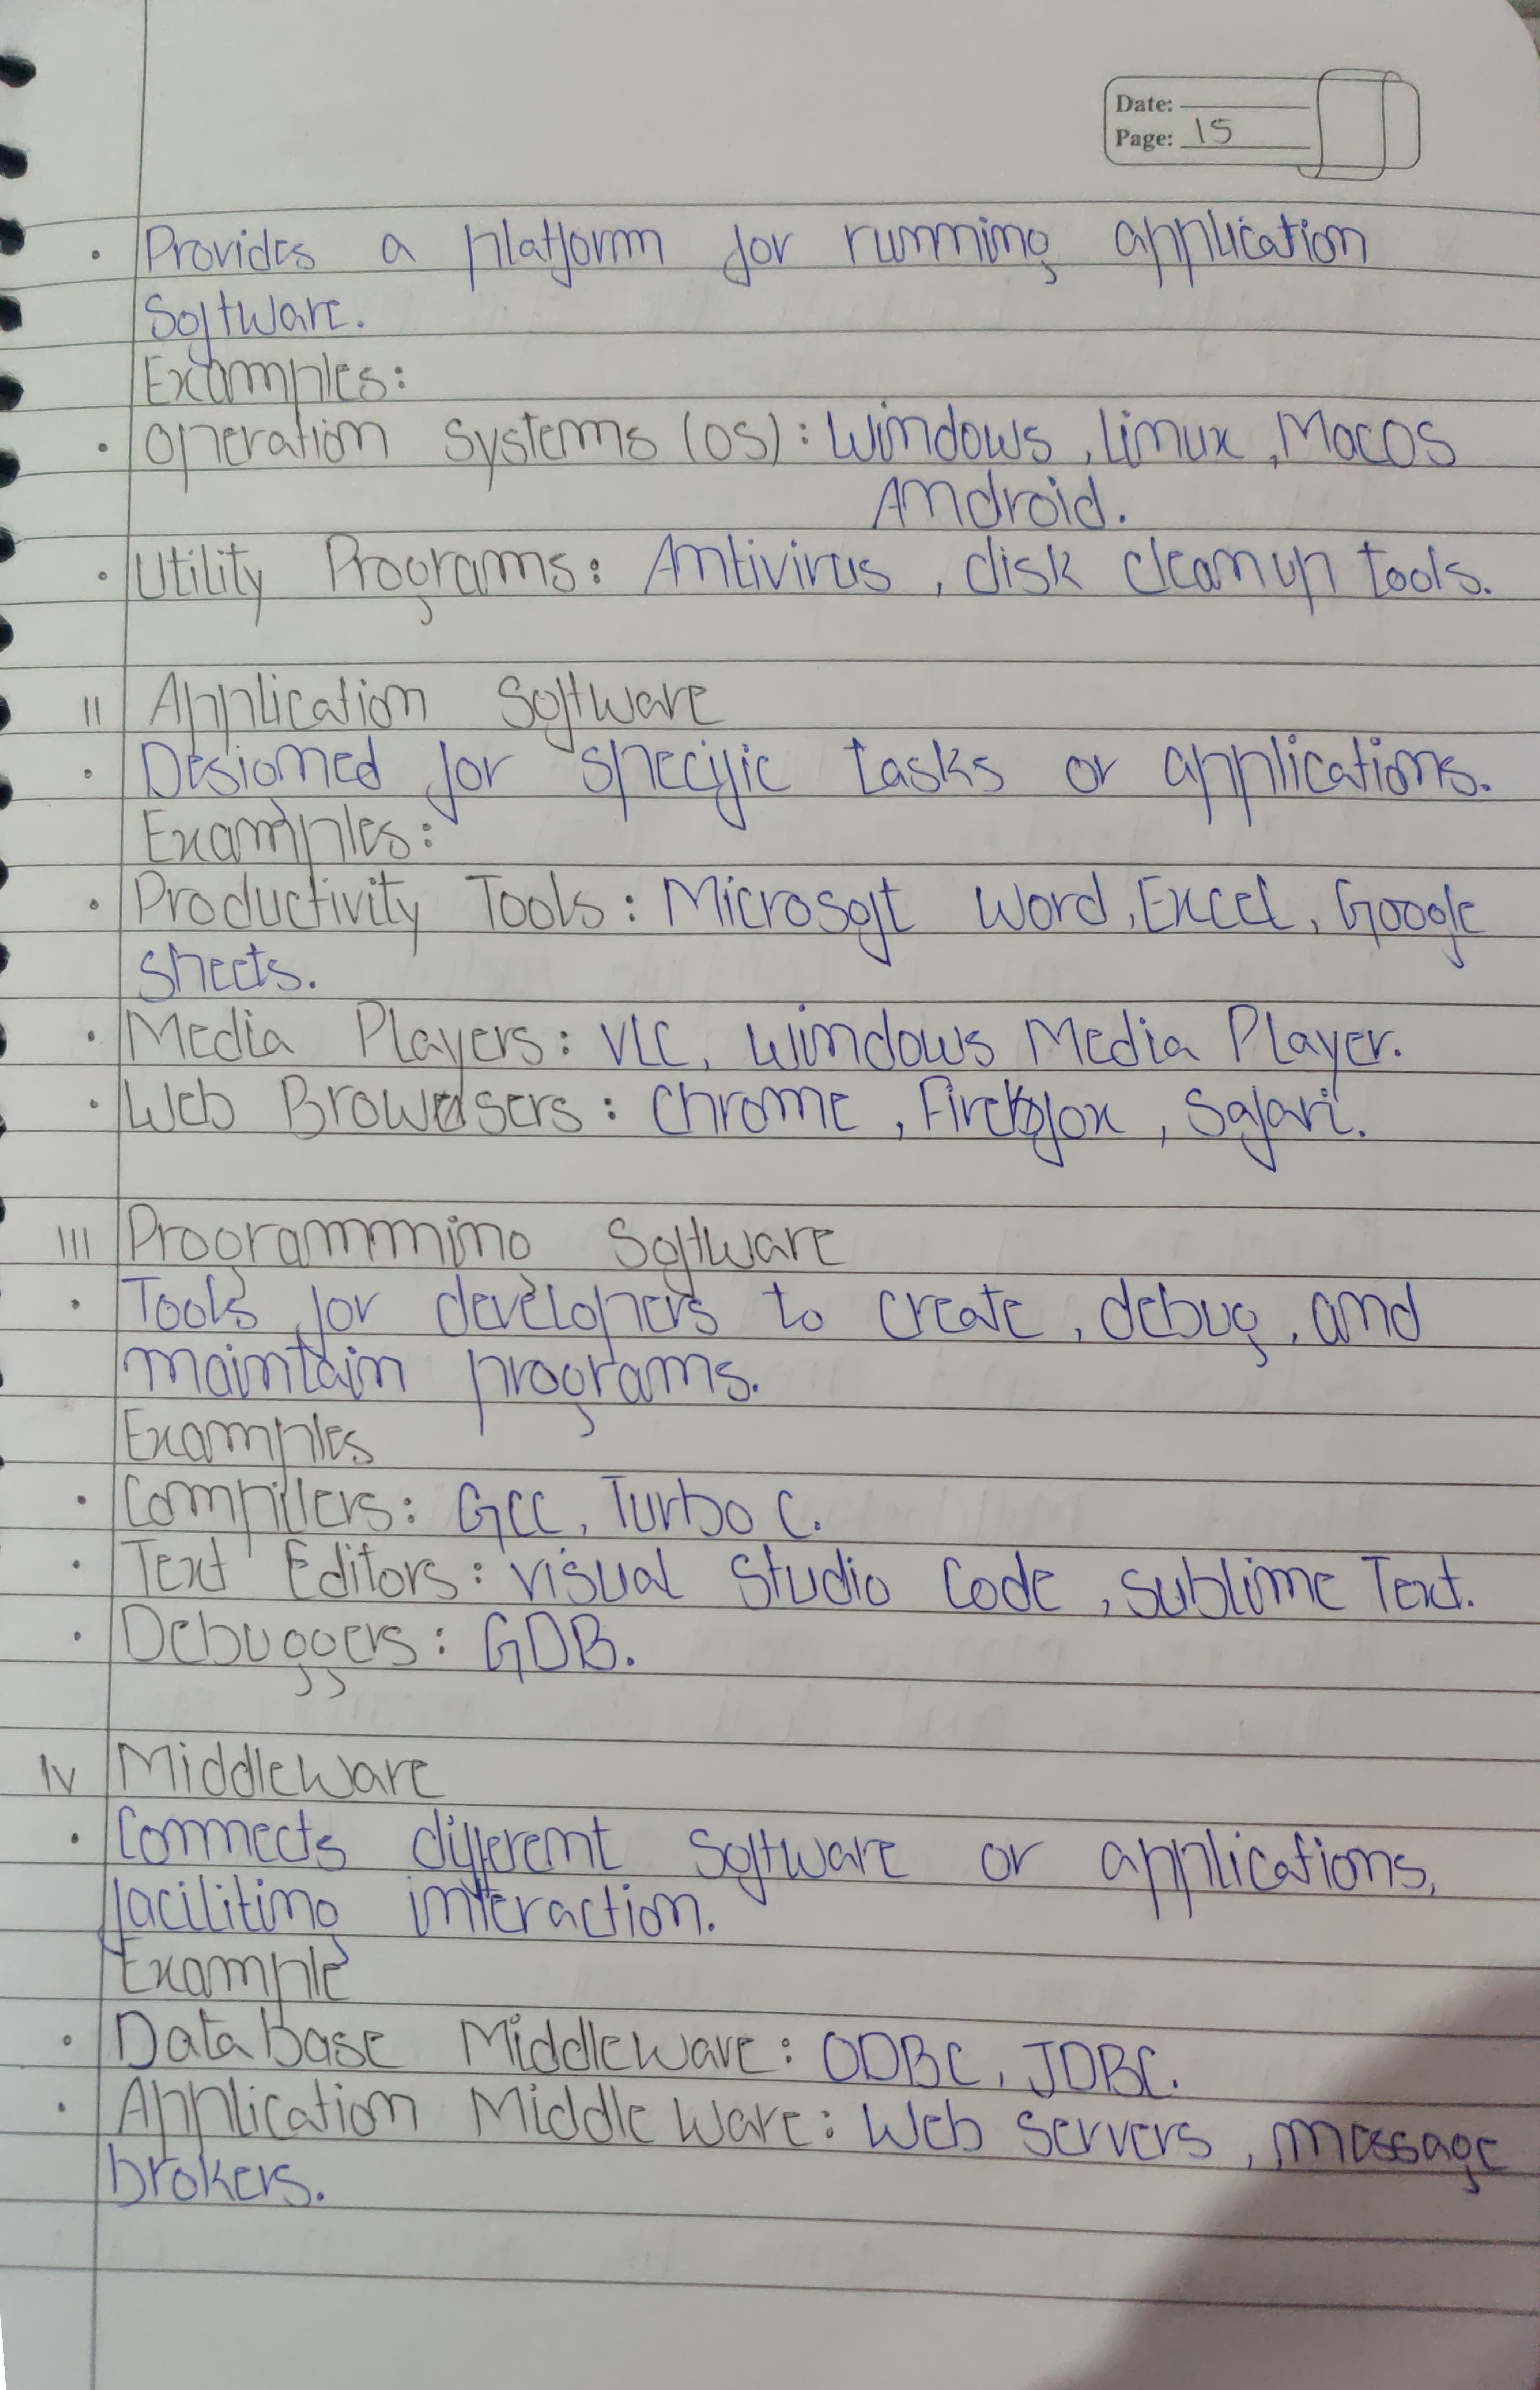 Date:
Page: 15
• Provides a platform for running application
Software.
Examples:
• Operation Systems (OS): Windows, Linux, MacOS
Android.
• Utility Programs: Antivirus, disk cleanup tools.
II Application Software
• Designed for specific tasks or applications.
Examples:
• Productivity Tools: Microsoft Word, Excel, Google
Sheets.
• Media Players: VLC, Windows Media Player.
• Web Browsers: Chrome, Firefox, Safari.
III Programmming Software
• Tools for developers to create, debug, and
maintain programs.
Examples
• Compilers: GCC, Turbo C.
• Text Editors: Visual Studio Code, Sublime Text.
• Debuggers: GDB.
IV Middleware
• Connects different software or applications,
faciliting interaction.
Example
• Database Middleware: ODBC, JDBC.
• Application Middle Ware: Web servers, message
brokers.